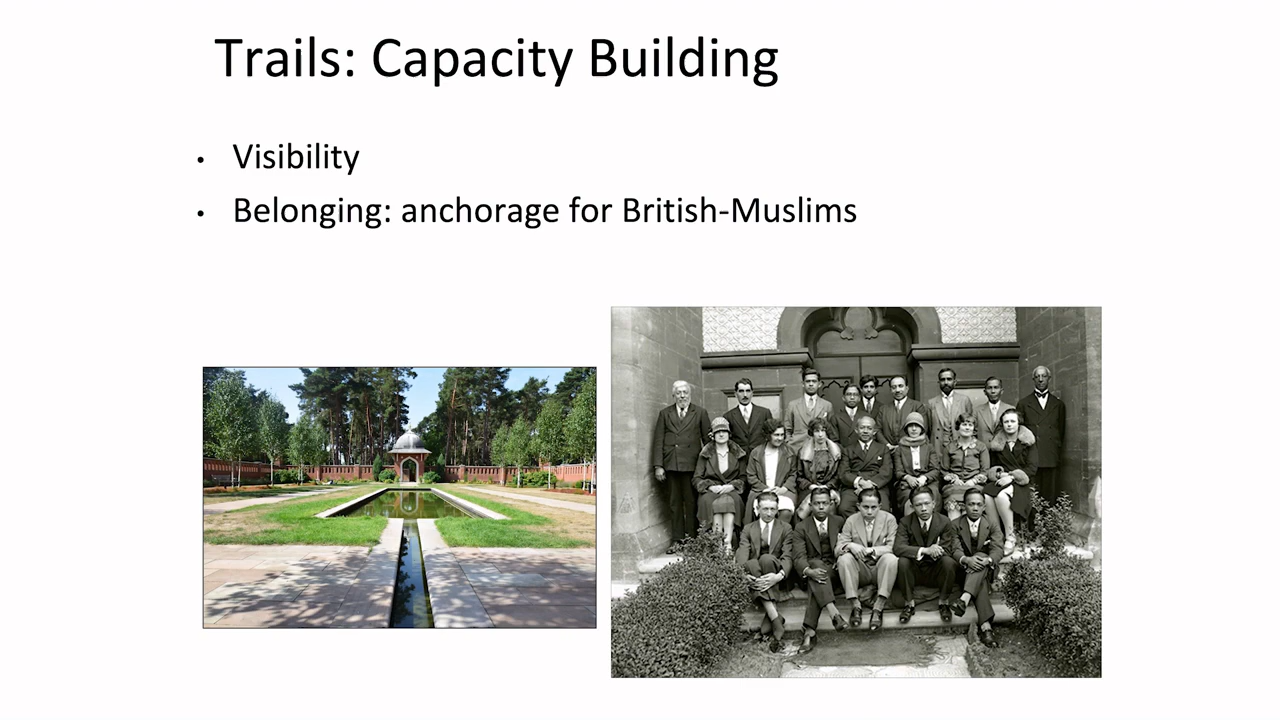 Trails: Capacity Building
• Visibility
• Belonging: anchorage for British-Muslims